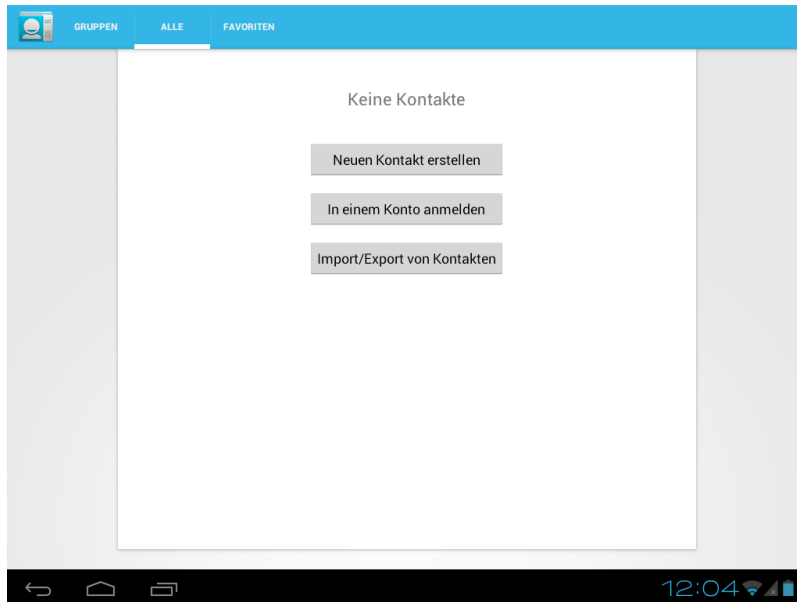 GRUPPEN
ALLE
FAVORITEN
Keine Kontakte
Neuen Kontakt erstellen
In einem Konto anmelden
Import/Export von Kontakten
12:04